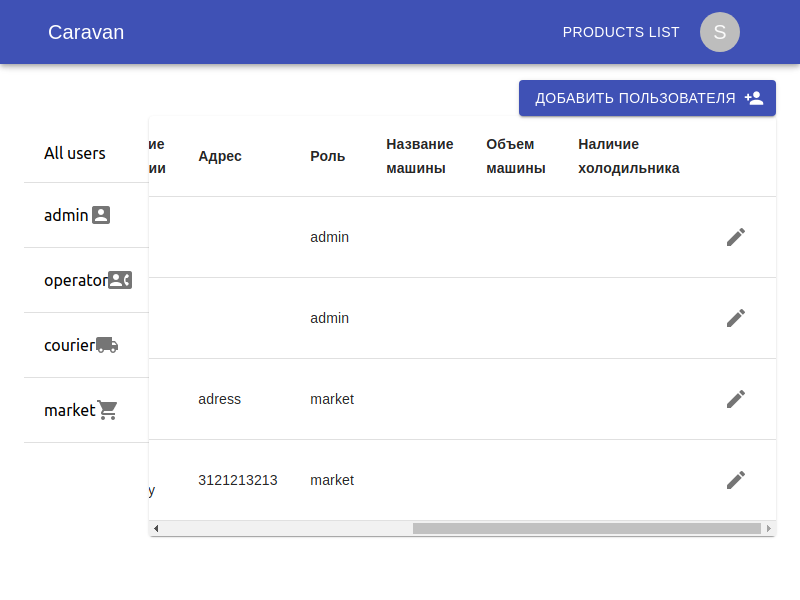 Caravan
PRODUCTS LIST
S
ДОБАВИТЬ ПОЛЬЗОВАТЕЛЯ
All users
admin
operator
courier
market
ие
ии
Адрес
Роль
Название
машины
Объем
машины
Наличие
холодильника
admin
admin
adress
market
y
3121213213
market